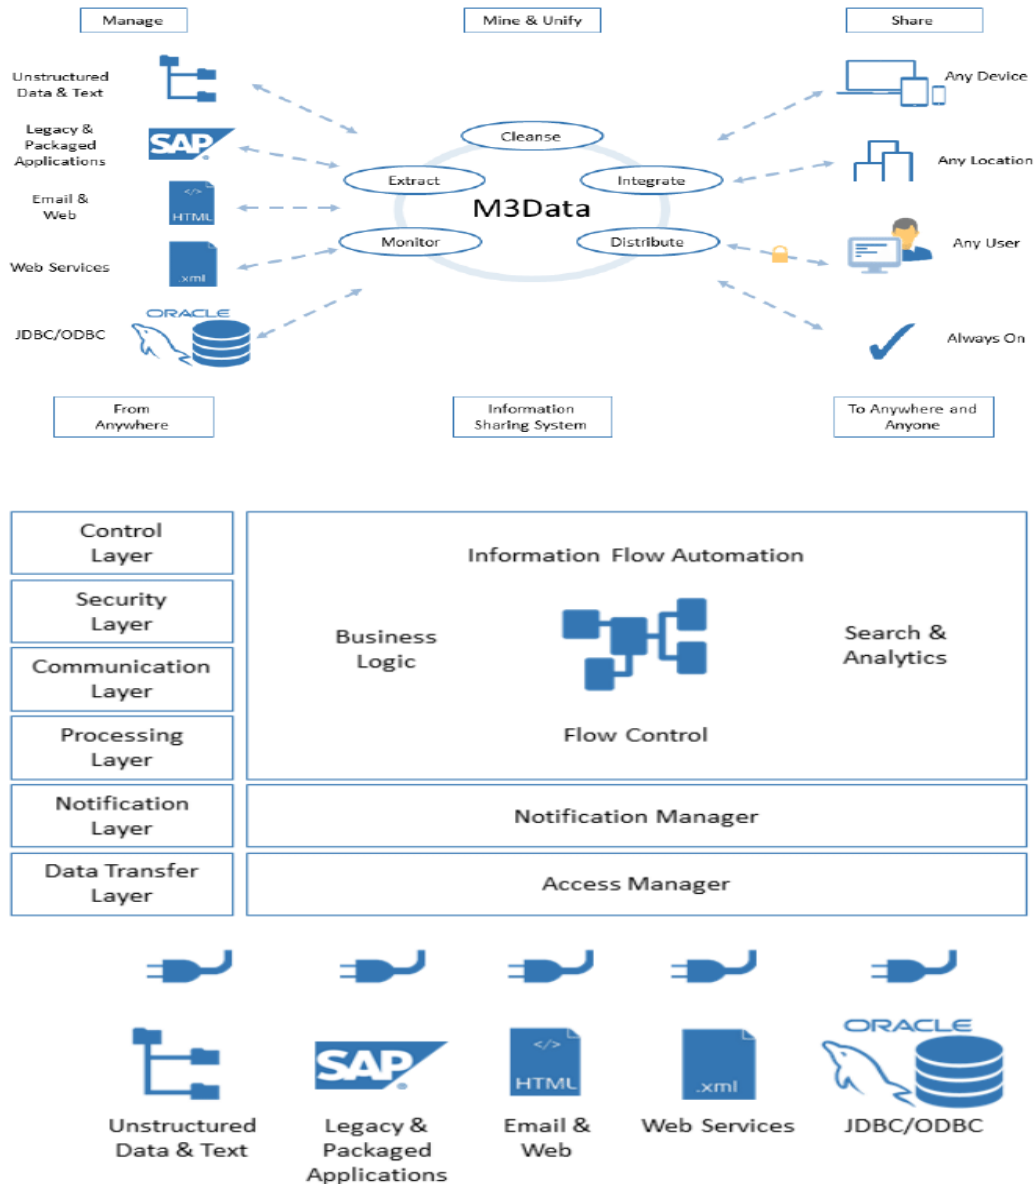 Manage
Mine & Unify
Share
Unstructured
Data & Text
Any Device
Legacy &
Packaged
Applications
SAP
Cleanse
Extract
Integrate
Any Location
Email &
Web
</>
HTML
M3Data
Monitor
Distribute
Any User
Web Services
.xml
ORACLE
JDBC/ODBC
Always On
From
Anywhere
Information
Sharing System
To Anywhere and
Anyone
Control
Layer
Security
Layer
Communication
Layer
Processing
Layer
Notification
Layer
Data Transfer
Layer
Information Flow Automation
Business
Logic
Search &
Analytics
Flow Control
Notification Manager
Access Manager
SAP
</>
HTML
.xml
ORACLE
Unstructured
Data & Text
Legacy &
Packaged
Applications
Email &
Web
Web Services
JDBC/ODBC